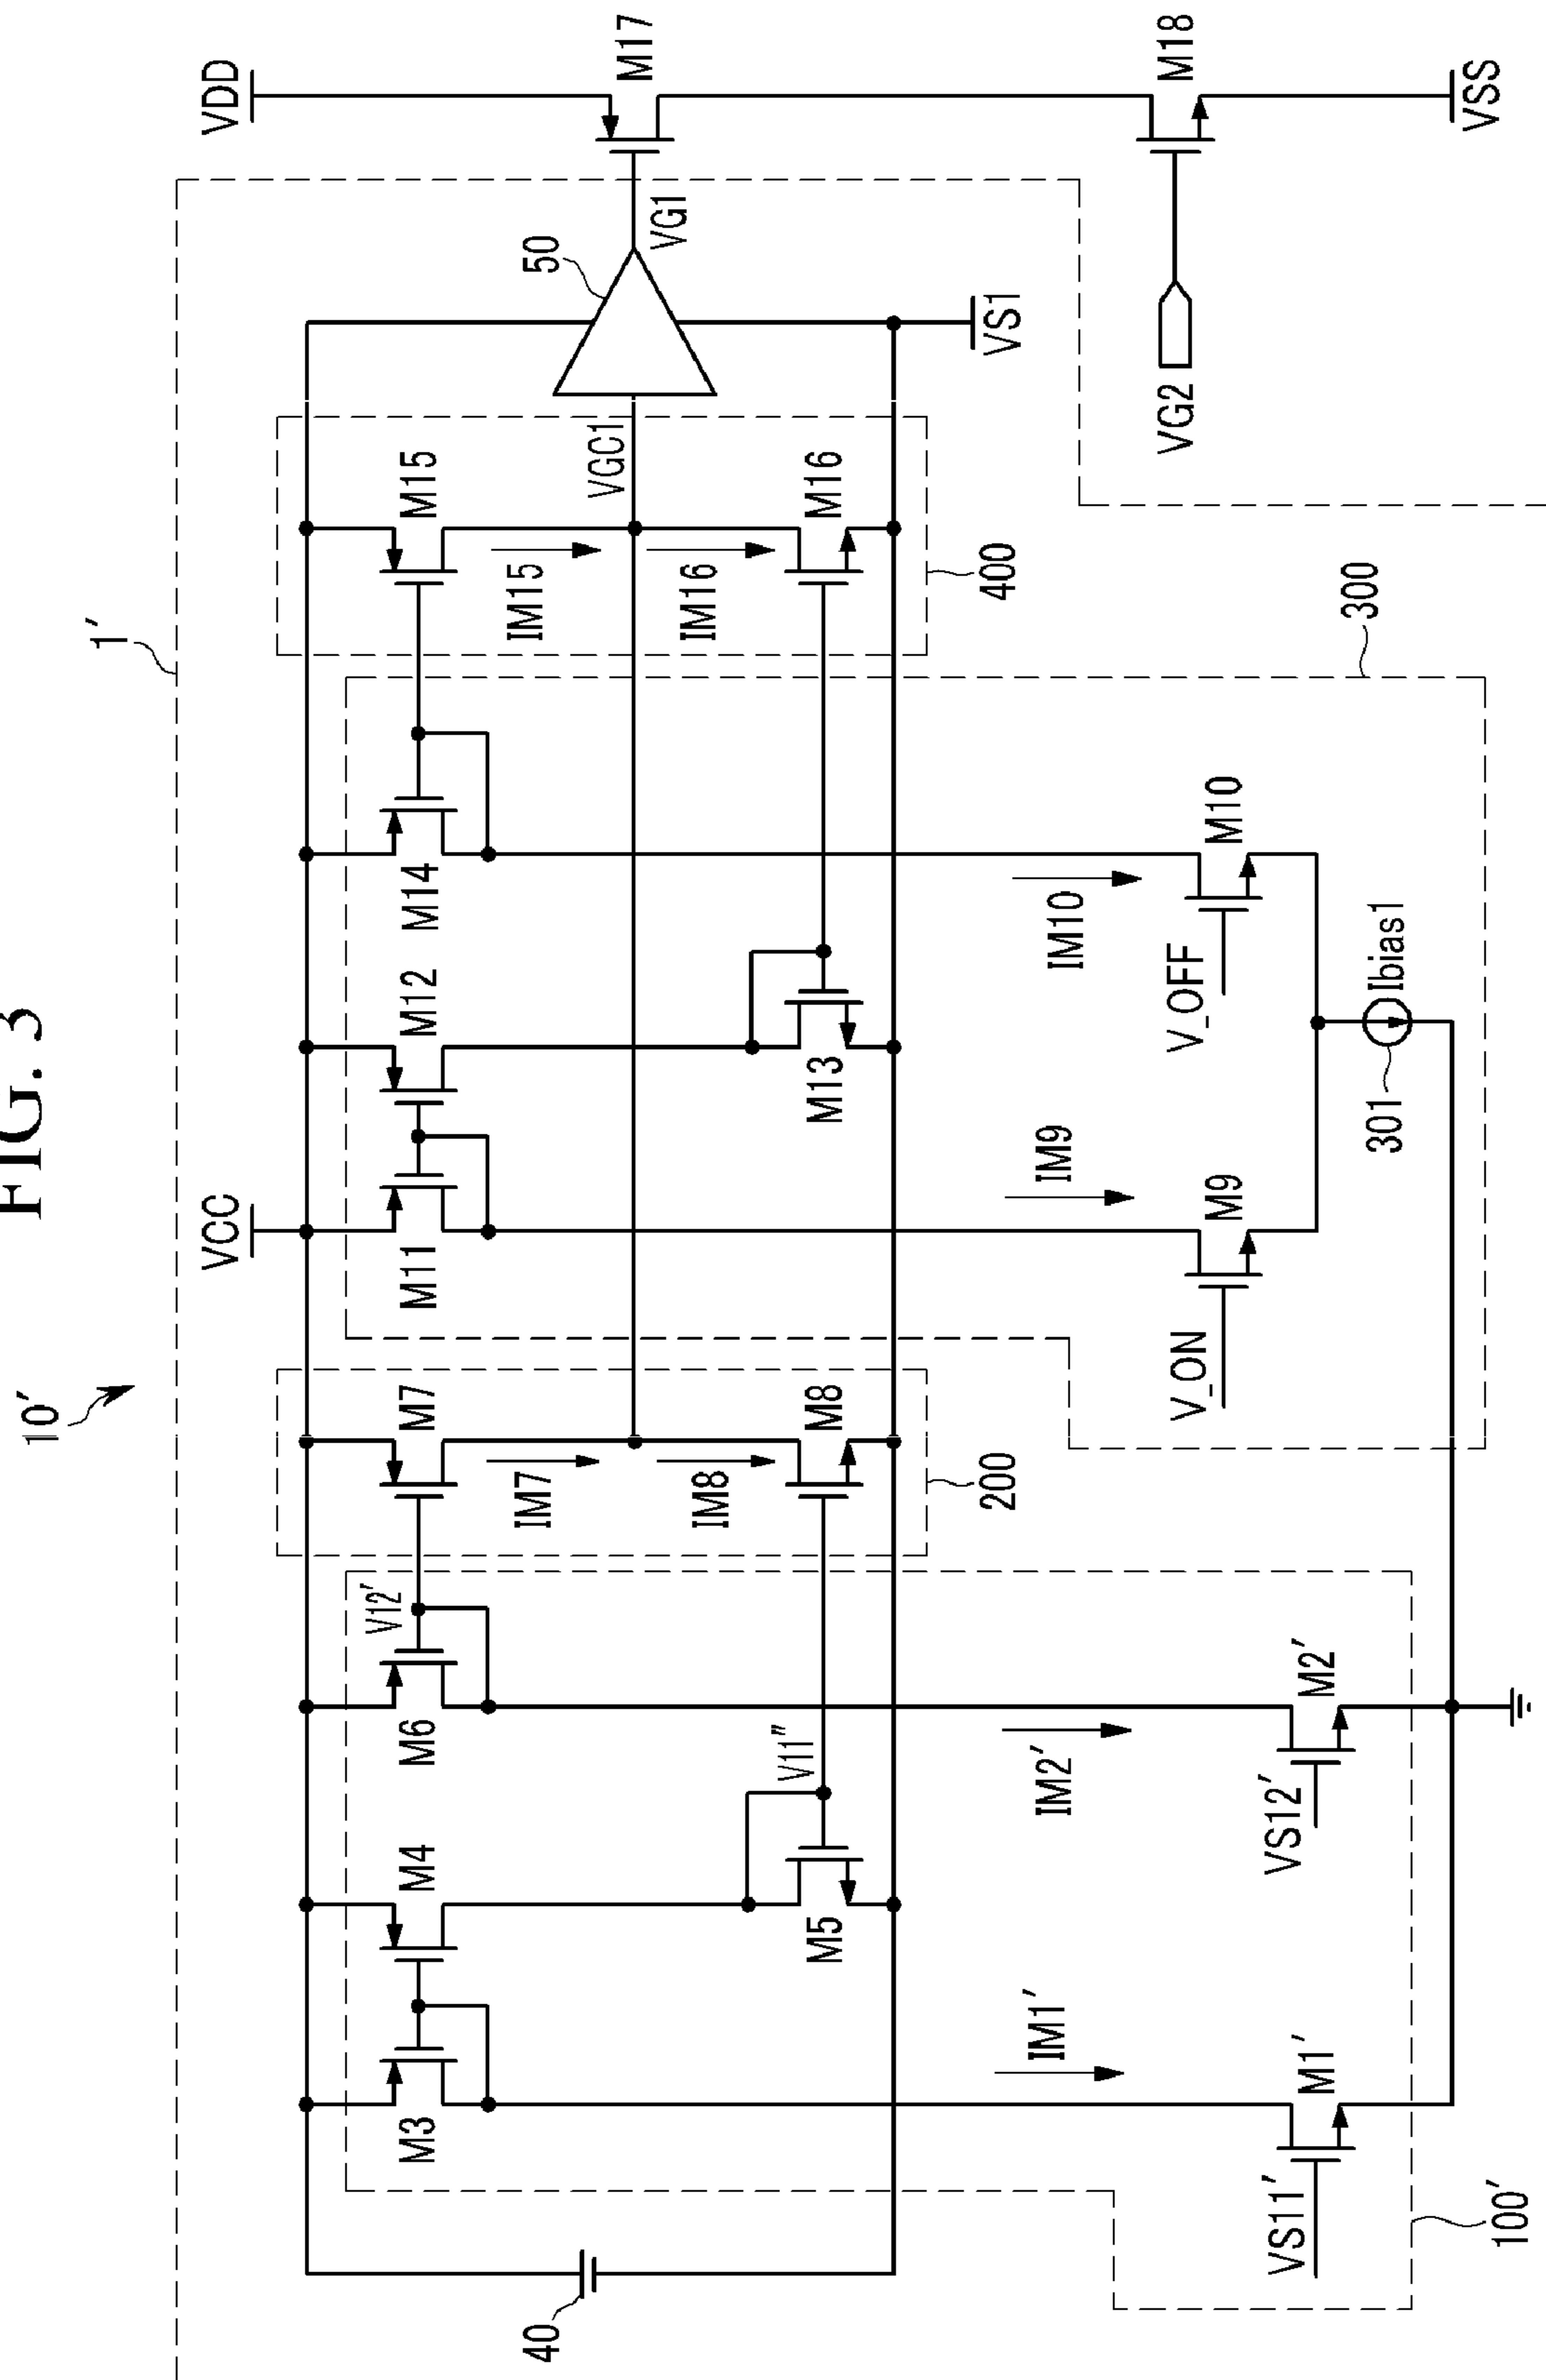 FIG. 3
10′
1′
VCC
VDD
40
M3
M4
M5
V11″
M6
V12′
M7
IM7
IM8
M8
200
M11
M12
M13
M14
M15
IM15
IM16
M16
400
VGC1
50
VG1
VS1
M17
M18
VG2
VSS
IM1′
VS11′
M1′
IM2′
VS12′
M2′
100′
IM9
V_ON
M9
IM10
V_OFF
M10
301
Ibias1
300